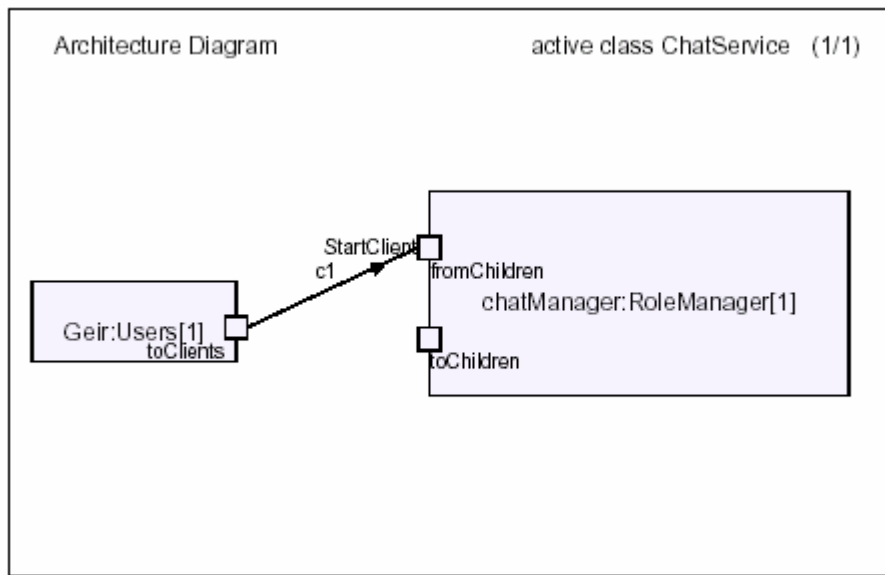 Architecture Diagram
active class ChatService (1/1)
StartClient
c1
fromChildren
chatManager:RoleManager[1]
Geir:Users[1]
toClients
toChildren